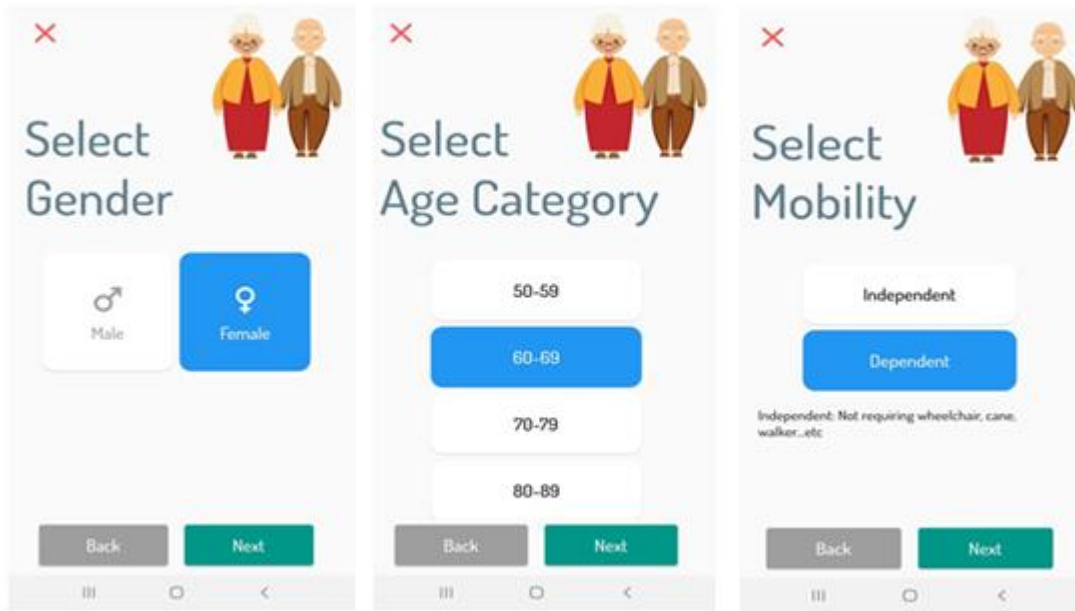 Select
Gender
Male
Female
Back
Next
Select
Age Category
50-59
60-69
70-79
80-89
Back
Next
Select
Mobility
Independent
Dependent
Independent: Not requiring wheelchair, cane,
walker...etc
Back
Next